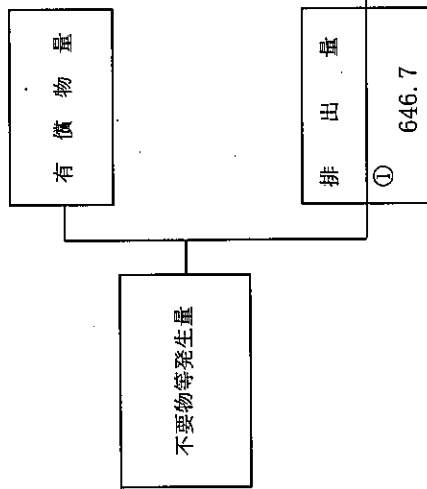 不要物等発生量
有償物量
排出量
①
646.7